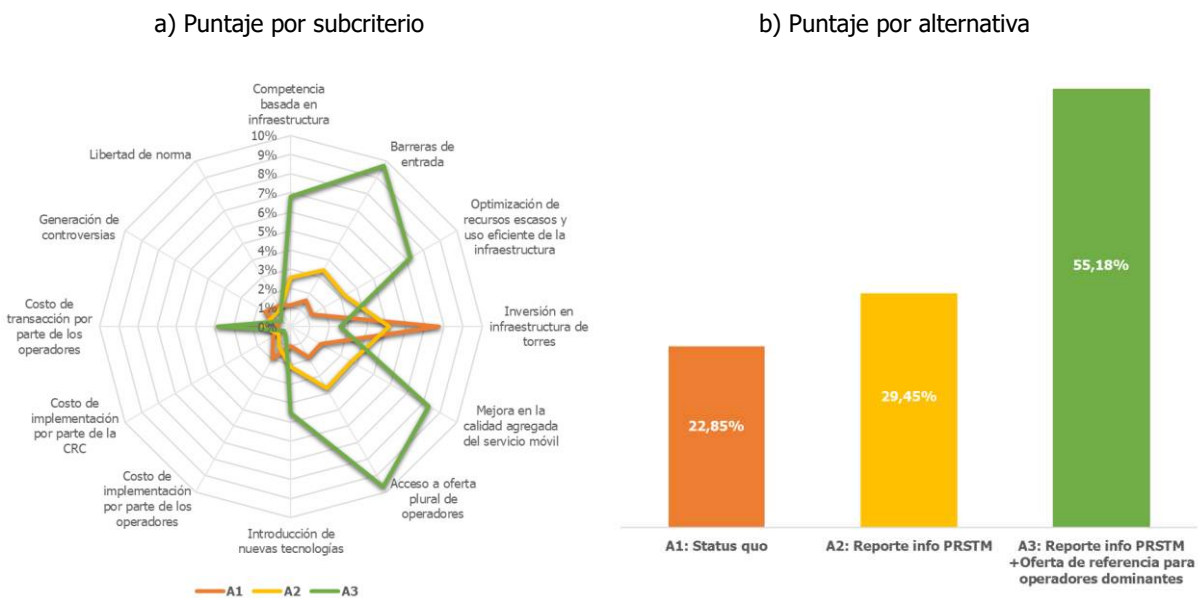 a) Puntaje por subcriterio
b) Puntaje por alternativa
Competencia
basada en
infraestructura
10%
9%
8%
7%
6%
5%
4%
3%
2%
1%
0%
Barreras de
entrada
Optimización de
recursos escasos y
uso eficiente de la
infraestructura
Inversión en
infraestructura de
torres
Mejora en la
calidad agregada
del servicio móvil
Acceso a oferta
plural de
operadores
Introducción de
nuevas tecnologías
Costo de
implementación
por parte de los
operadores
Costo de
implementación
por parte de la
CRC
Costo de
transacción por
parte de los
operadores
Generación de
controversias
Libertad de norma
A1 A2 A3
22,85%
29,45%
55,18%
A1: Status quo
A2: Reporte info PRSTM
A3: Reporte info PRSTM
+Oferta de referencia para
operadores dominantes